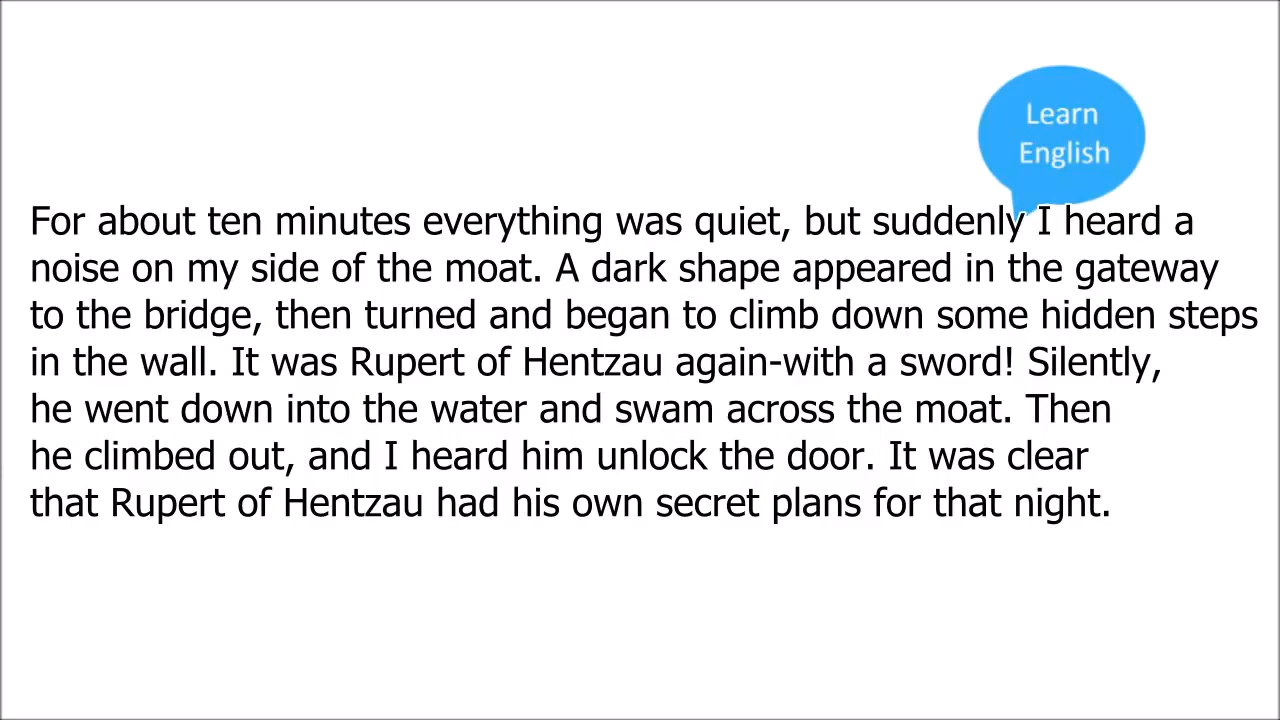 Learn
English
For about ten minutes everything was quiet, but suddenly I heard a
noise on my side of the moat. A dark shape appeared in the gateway
to the bridge, then turned and began to climb down some hidden steps
in the wall. It was Rupert of Hentzau again-with a sword! Silently,
he went down into the water and swam across the moat. Then
he climbed out, and I heard him unlock the door. It was clear
that Rupert of Hentzau had his own secret plans for that night.